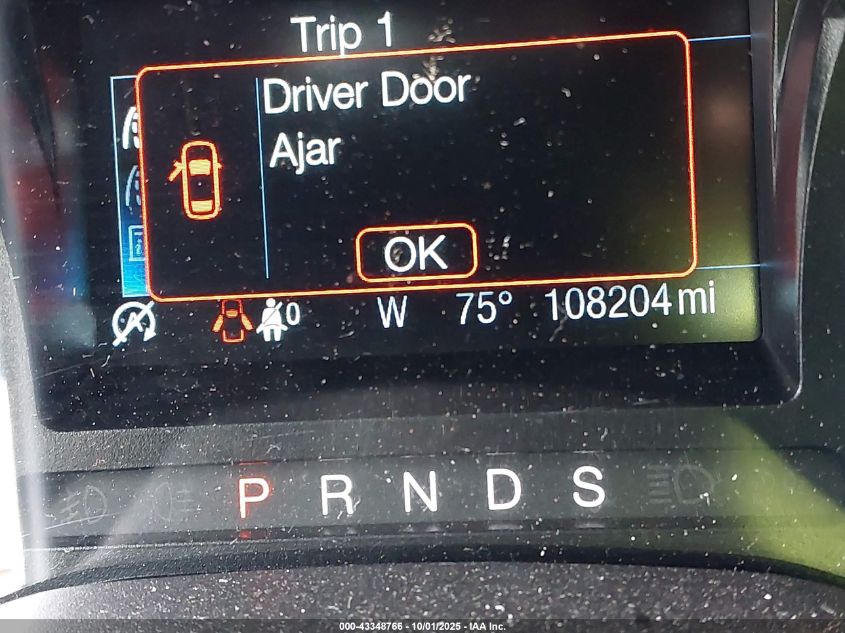 Trip 1
Driver Door
Ajar
OK
0 W 75° 108204 mi
P R N D S
000-43348766 - 10/01/2025 - IAA Inc.